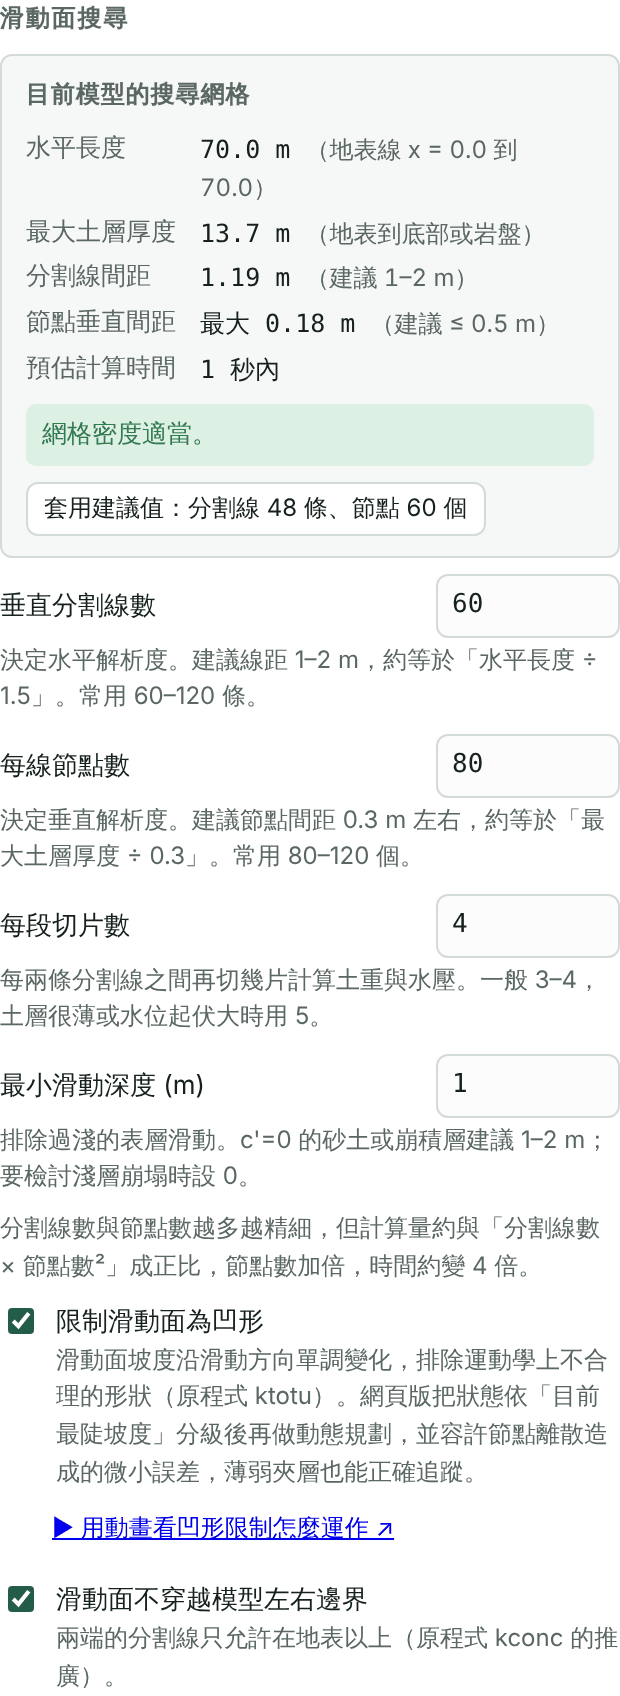 滑動面搜尋
目前模型的搜尋網格
水平長度 70.0 m （地表線 x = 0.0 到
70.0）
最大土層厚度 13.7 m （地表到底部或岩盤）
分割線間距 1.19 m （建議 1–2 m）
節點垂直間距 最大 0.18 m （建議 ≤ 0.5 m）
預估計算時間 1 秒內
網格密度適當。
套用建議值：分割線 48 條、節點 60 個
垂直分割線數 60
決定水平解析度。建議線距 1–2 m，約等於「水平長度 ÷
1.5」。常用 60–120 條。
每線節點數 80
決定垂直解析度。建議節點間距 0.3 m 左右，約等於「最
大土層厚度 ÷ 0.3」。常用 80–120 個。
每段切片數 4
每兩條分割線之間再切幾片計算土重與水壓。一般 3–4，
土層很薄或水位起伏大時用 5。
最小滑動深度 (m) 1
排除過淺的表層滑動。c'=0 的砂土或崩積層建議 1–2 m；
要檢討淺層崩塌時設 0。
分割線數與節點數越多越精細，但計算量約與「分割線數
× 節點數²」成正比，節點數加倍，時間約變 4 倍。
限制滑動面為凹形
滑動面坡度沿滑動方向單調變化，排除運動學上不合
理的形狀（原程式 ktotu）。網頁版把狀態依「目前
最陡坡度」分級後再做動態規劃，並容許節點離散造
成的微小誤差，薄弱夾層也能正確追蹤。
▶ 用動畫看凹形限制怎麼運作 ↗
滑動面不穿越模型左右邊界
兩端的分割線只允許在地表以上（原程式 kconc 的推
廣）。